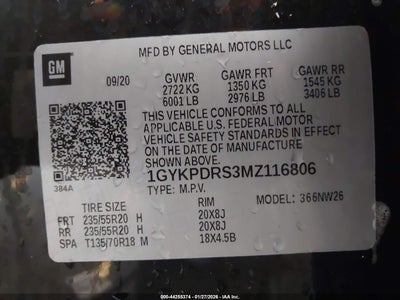 MFD BY GENERAL MOTORS LLC
GM
09/20 GVWR GAWR FRT GAWR RR
2722 KG 1350 KG 1545 KG
6001 LB 2976 LB 3406 LB
THIS VEHICLE CONFORMS TO ALL
APPLICABLE U.S. FEDERAL MOTOR
VEHICLE SAFETY STANDARDS IN EFFECT
ON THE DATE OF MANUFACTURE
SHOWN ABOVE.
1GYKPDRS3MZ116806
384A TYPE: M.P.V. MODEL: 366NW26
TIRE SIZE RIM
FRT 235/55R20 H 20X8J
RR 235/55R20 H 20X8J
SPA T135/70R18 M 18X4.5B
000-44255374 | 01/27/2026 - IAA Inc.